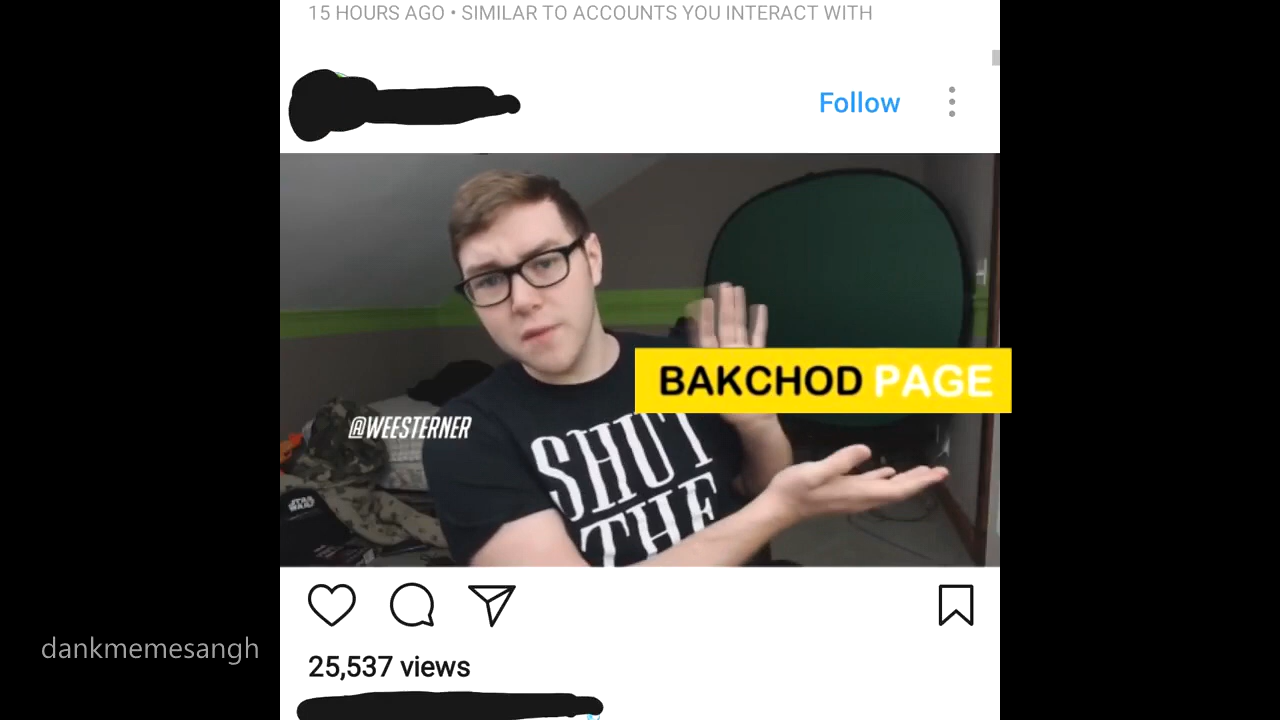 15 HOURS AGO • SIMILAR TO ACCOUNTS YOU INTERACT WITH
Follow
BAKCHOD PAGE
@WEESTERNER
SHUT
THE
STAR
WARS
dankmemesangh
25,537 views